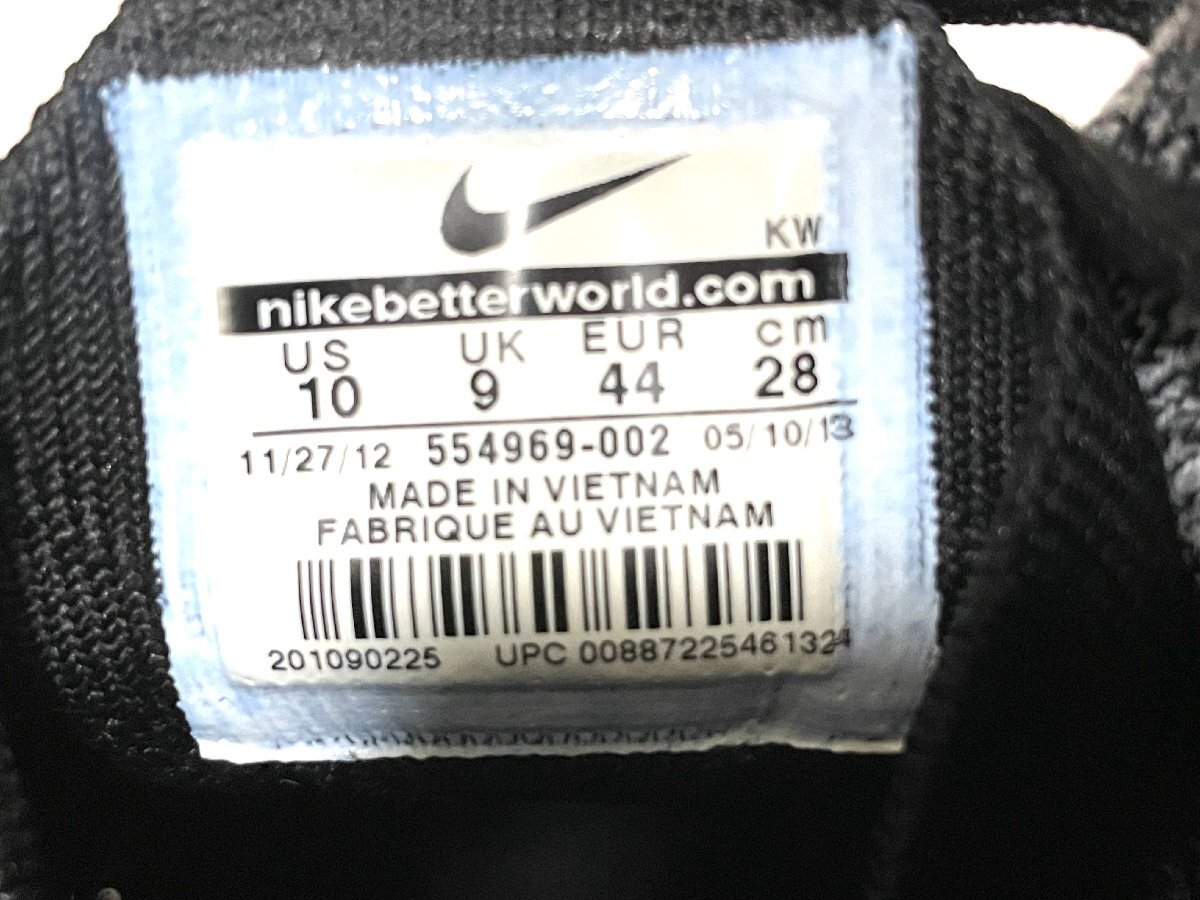 KW
nikebetterworld.com
US UK EUR cm
10 9 44 28
11/27/12 554969-002 05/10/13
MADE IN VIETNAM
FABRIQUE AU VIETNAM
201090225 UPC 00887225461324